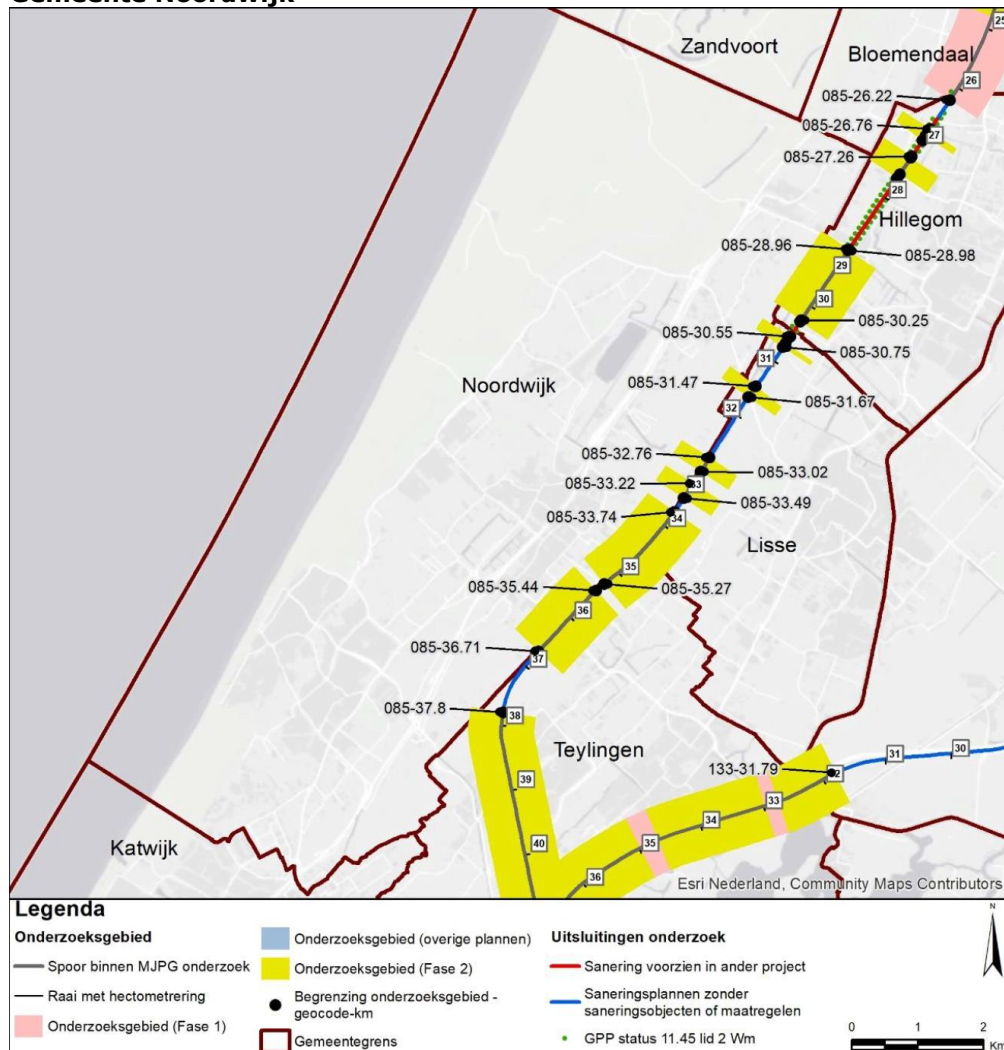 Gemeente Noordwijk
Zandvoort
Bloemendaal
25
26
085-26.22
085-26.76
27
085-27.26
28
Hillegom
085-28.96
085-28.98
29
30
085-30.25
085-30.55
085-30.75
31
085-31.47
Noordwijk
085-31.67
32
085-32.76
085-33.02
085-33.22
33
085-33.49
085-33.74
34
Lisse
35
085-35.44
085-35.27
36
085-36.71
37
085-37.8
38
Teylingen
31
30
133-31.79
39
33
34
Katwijk
40
35
36
Esri Nederland, Community Maps Contributors
Legenda
Onderzoeksgebied
Spoor binnen MJPG onderzoek
Raai met hectometrering
Onderzoeksgebied (Fase 1)
Onderzoeksgebied (overige plannen)
Onderzoeksgebied (Fase 2)
Begrenzing onderzoeksgebied -
geocode-km
Gemeentegrens
Uitsluitingen onderzoek
Sanering voorzien in ander project
Saneringsplannen zonder
saneringsobjecten of maatregelen
GPP status 11.45 lid 2 Wm
N
0 1 2
Km